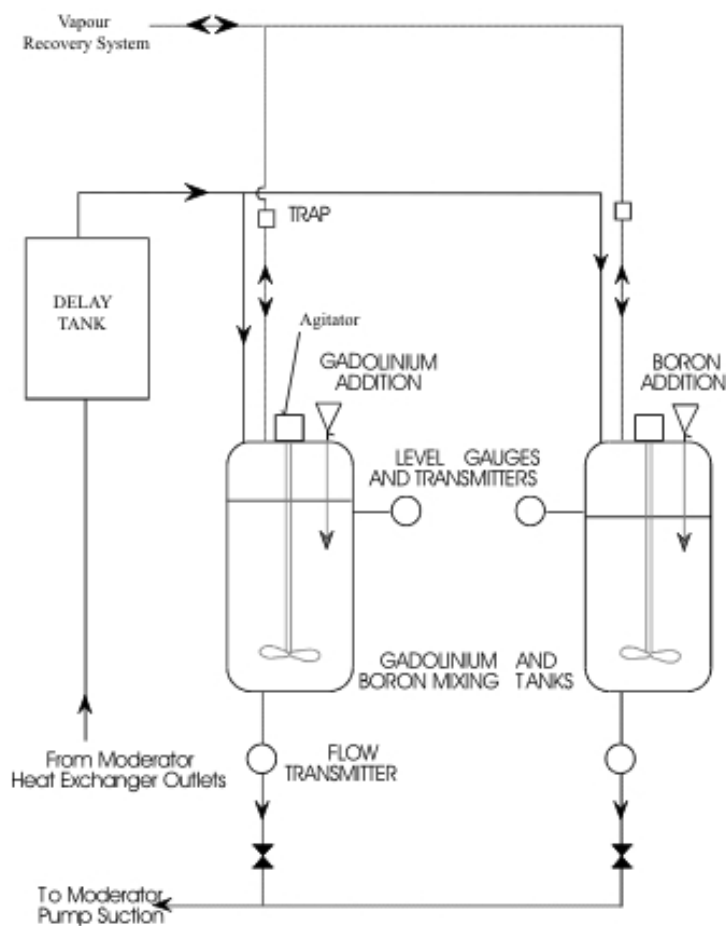 Vapour
Recovery System
TRAP
DELAY
TANK
Agitator
GADOLINIUM
ADDITION
BORON
ADDITION
LEVEL GAUGES
AND TRANSMITTERS
GADOLINIUM AND
BORON MIXING TANKS
From Moderator
Heat Exchanger Outlets
FLOW
TRANSMITTER
To Moderator
Pump Suction